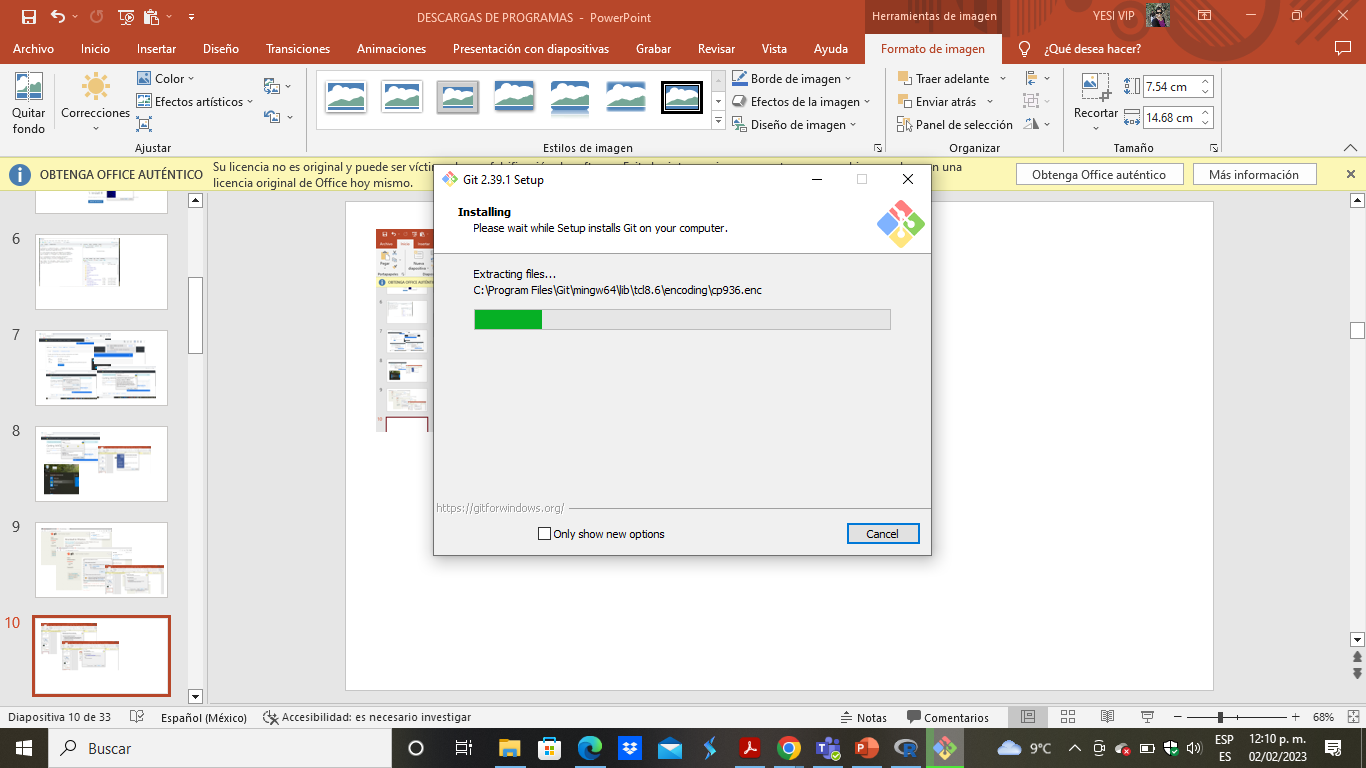 DESCARGAS DE PROGRAMAS - PowerPoint
Herramientas de imagen
YESI VIP
Archivo Inicio Insertar Diseño Transiciones Animaciones Presentación con diapositivas Grabar Revisar Vista Ayuda Formato de imagen ¿Qué desea hacer?
Quitar fondo
Correcciones
Color
Efectos artísticos
Ajustar
Estilos de imagen
Borde de imagen
Efectos de la imagen
Diseño de imagen
Traer adelante
Enviar atrás
Panel de selección
Organizar
Recortar
7.54 cm
14.68 cm
Tamaño
OBTENGA OFFICE AUTÉNTICO
Su licencia no es original y puede ser
una
licencia original de Office hoy mismo.
Obtenga Office auténtico
Más información
Git 2.39.1 Setup
Installing
Please wait while Setup installs Git on your computer.
Extracting files...
C:\Program Files\Git\mingw64\lib\tcl8.6\encoding\cp936.enc
https://gitforwindows.org/
Only show new options
Cancel
6
7
8
9
10
Diapositiva 10 de 33
Español (México)
Accesibilidad: es necesario investigar
Notas
Comentarios
68%
Buscar
9°C
ESP
ES
12:10 p. m.
02/02/2023